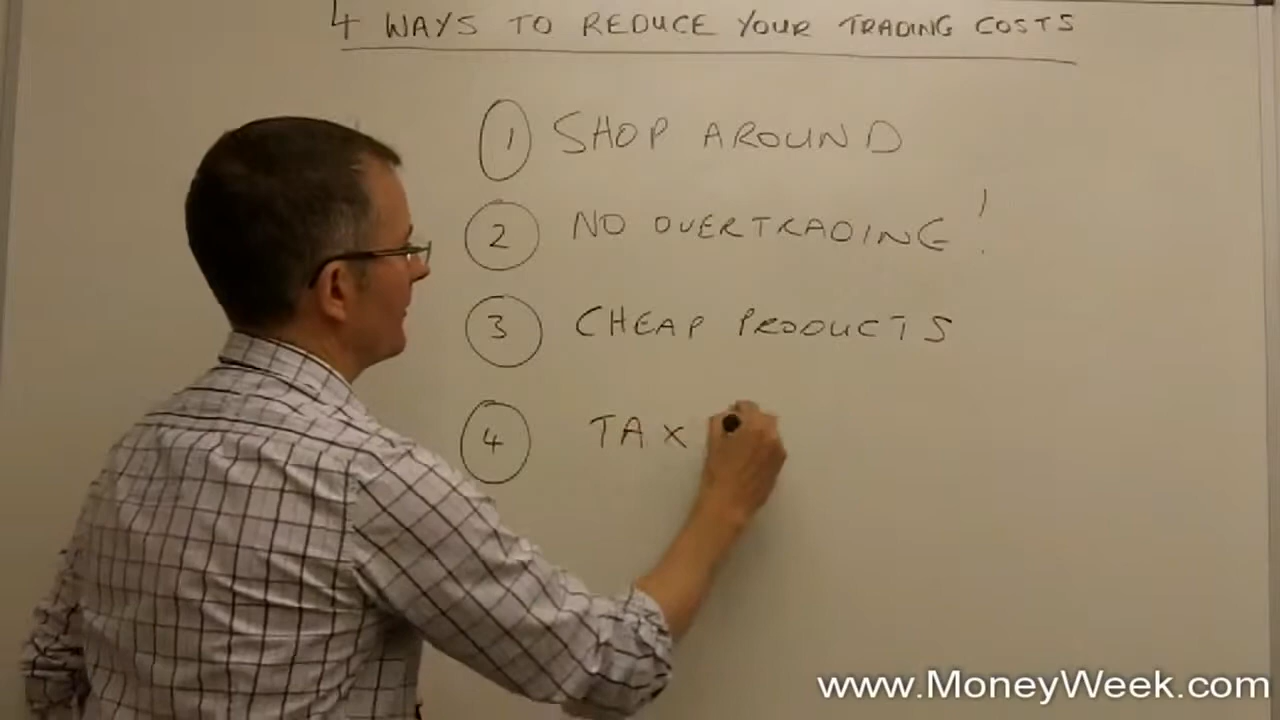 4 WAYS TO REDUCE YOUR TRADING COSTS
1 SHOP AROUND
2 NO OVERTRADING!
3 CHEAP PRODUCTS
4 TAX
www.MoneyWeek.com